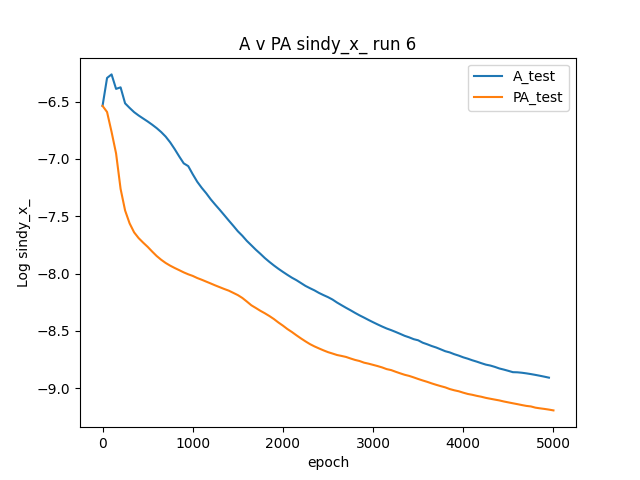 A v PA sindy_x_ run 6
A_test
PA_test
Log sindy_x_
−6.5
−7.0
−7.5
−8.0
−8.5
−9.0
0 1000 2000 3000 4000 5000
epoch